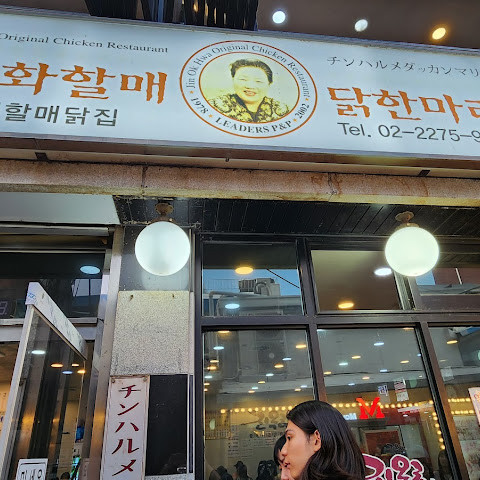 Original Chicken Restaurant
화할매
할매닭집
Jin Ok Hwa Original Chicken Restaurant
1978 LEADERS P&P 2002
チンハルメダッカンマリ
닭한마리
Tel. 02-2275-9
チンハルメ